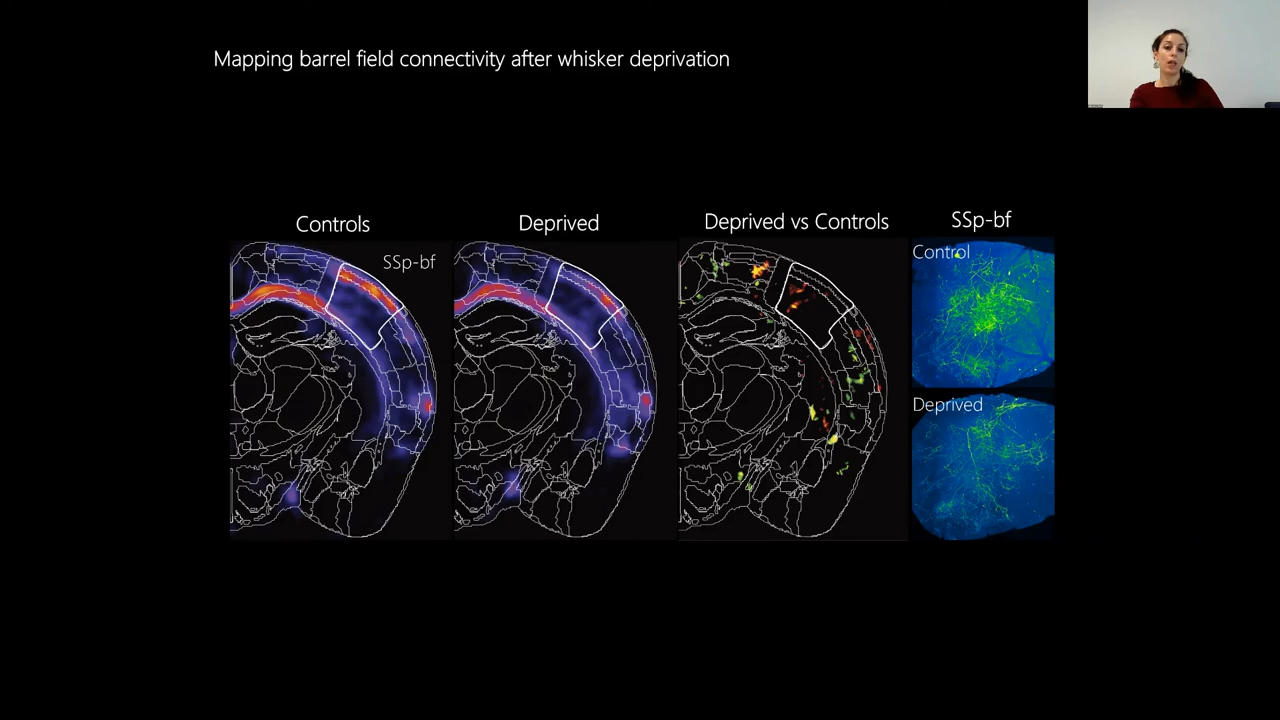 Mapping barrel field connectivity after whisker deprivation
Controls
Deprived
Deprived vs Controls
SSp-bf
SSp-bf
Control
Deprived